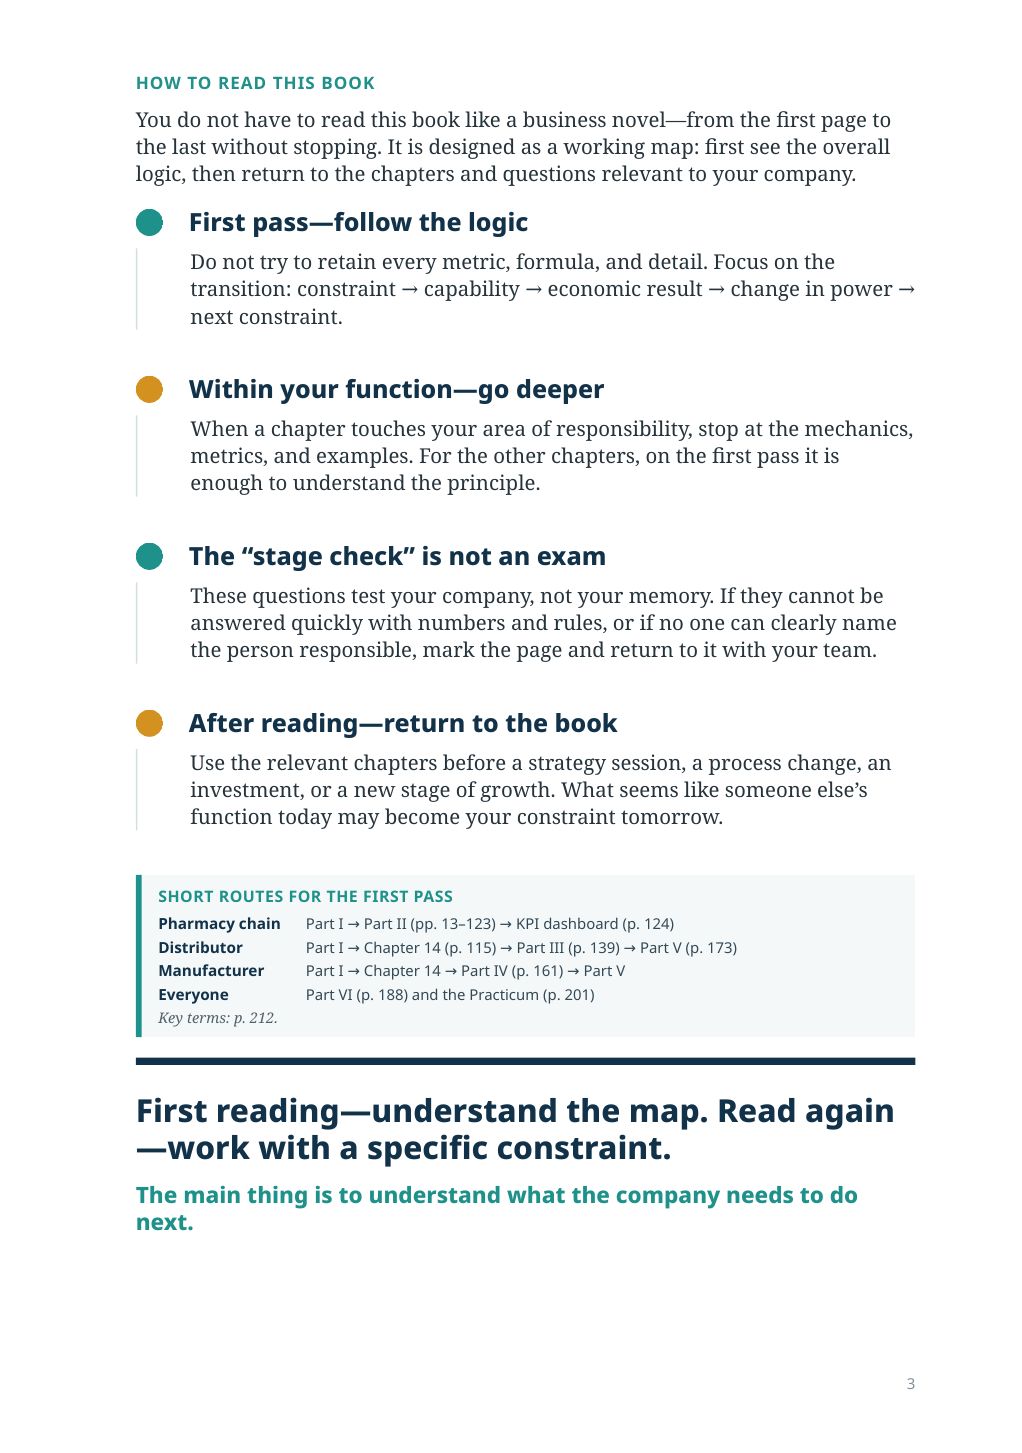 HOW TO READ THIS BOOK
You do not have to read this book like a business novel—from the first page to
the last without stopping. It is designed as a working map: first see the overall
logic, then return to the chapters and questions relevant to your company.
First pass—follow the logic
Do not try to retain every metric, formula, and detail. Focus on the
transition: constraint → capability → economic result → change in power →
next constraint.
Within your function—go deeper
When a chapter touches your area of responsibility, stop at the mechanics,
metrics, and examples. For the other chapters, on the first pass it is
enough to understand the principle.
The “stage check” is not an exam
These questions test your company, not your memory. If they cannot be
answered quickly with numbers and rules, or if no one can clearly name
the person responsible, mark the page and return to it with your team.
After reading—return to the book
Use the relevant chapters before a strategy session, a process change, an
investment, or a new stage of growth. What seems like someone else’s
function today may become your constraint tomorrow.
SHORT ROUTES FOR THE FIRST PASS
Pharmacy chain Part I → Part II (pp. 13–123) → KPI dashboard (p. 124)
Distributor Part I → Chapter 14 (p. 115) → Part III (p. 139) → Part V (p. 173)
Manufacturer Part I → Chapter 14 → Part IV (p. 161) → Part V
Everyone Part VI (p. 188) and the Practicum (p. 201)
Key terms: p. 212.
First reading—understand the map. Read again
—work with a specific constraint.
The main thing is to understand what the company needs to do
next.
3